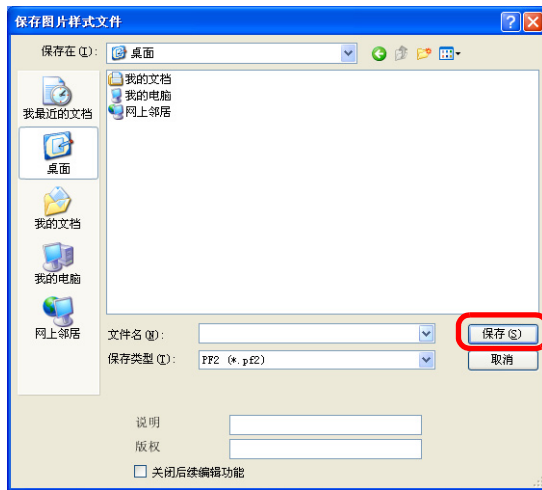 保存图片样式文件
保存在(I):
桌面
我最近的文档
桌面
我的文档
我的电脑
网上邻居
我的文档
我的电脑
网上邻居
文件名(N):
保存(S)
保存类型(T):
PF2 (*.pf2)
取消
说明
版权
关闭后续编辑功能